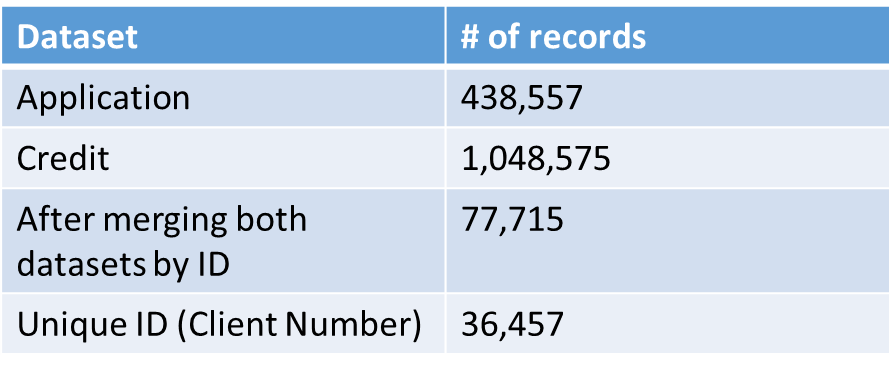 Dataset # of records
Application 438,557
Credit 1,048,575
After merging both 77,715
datasets by ID
Unique ID (Client Number) 36,457